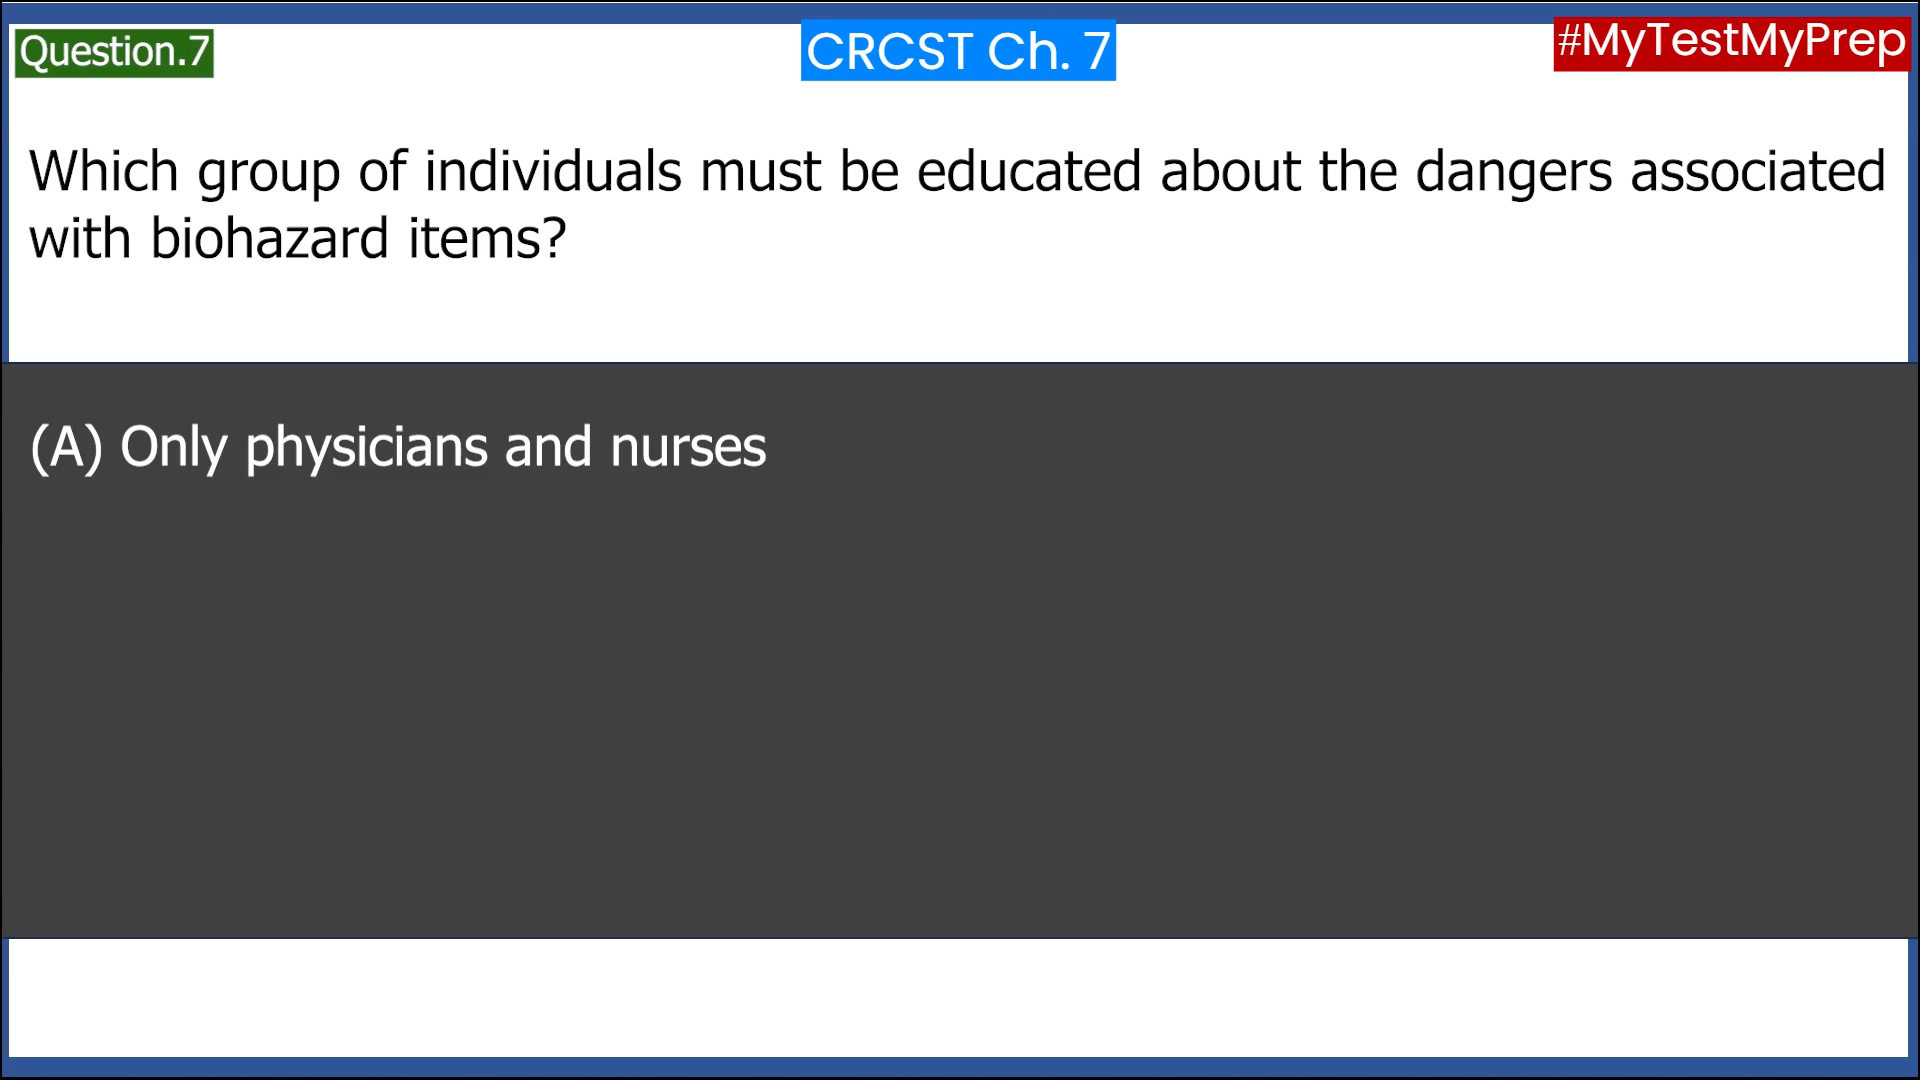 Question.7
CRCST Ch. 7
#MyTestMyPrep
Which group of individuals must be educated about the dangers associated
with biohazard items?
(A) Only physicians and nurses